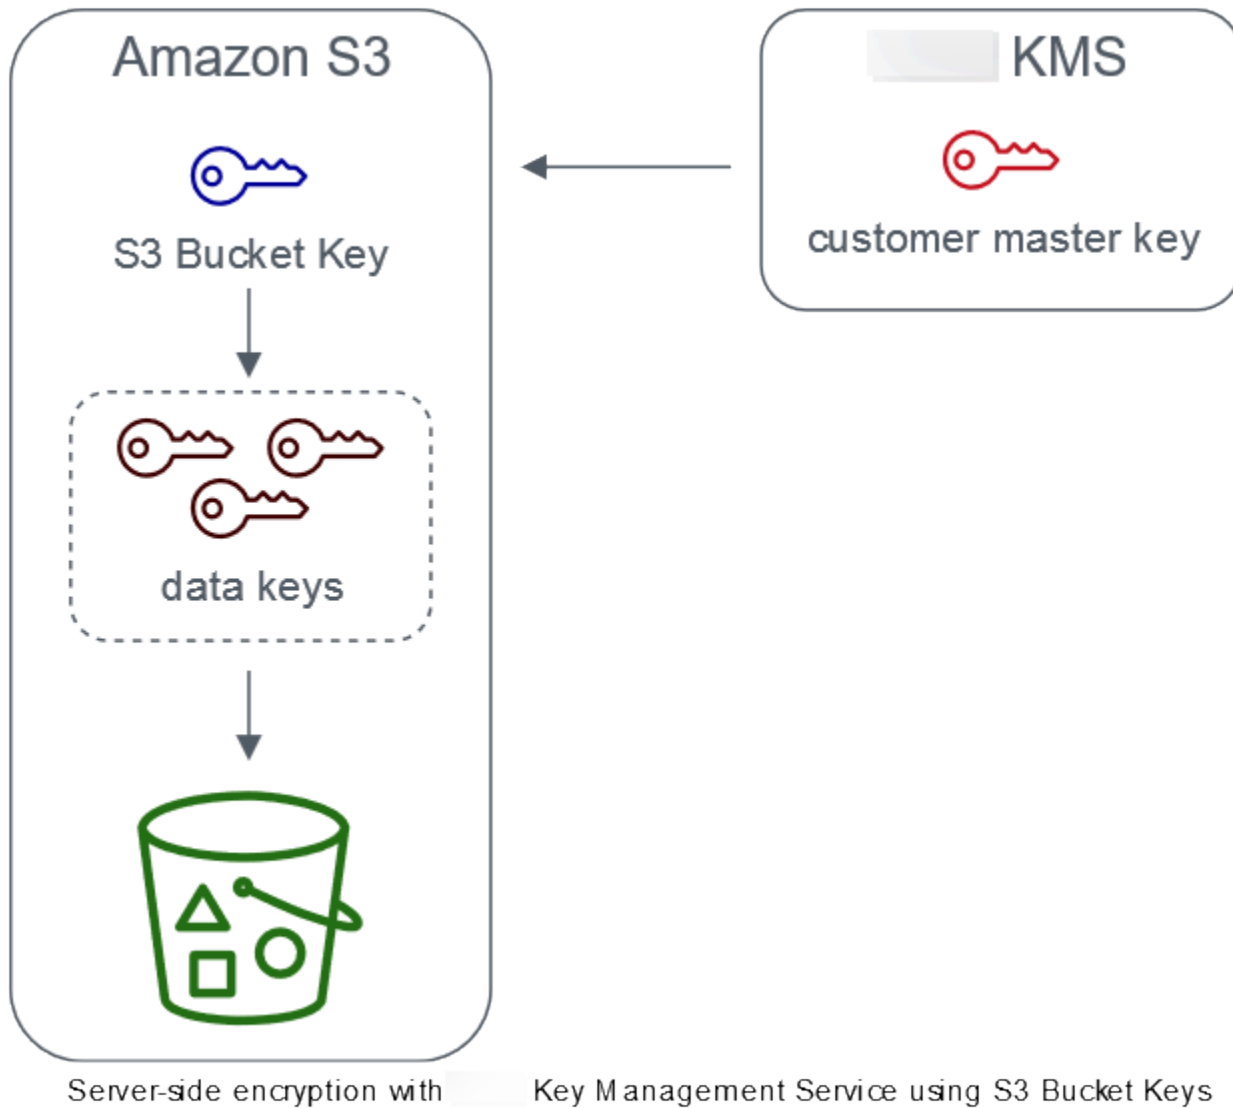 Amazon S3
KMS
S3 Bucket Key
customer master key
data keys
Server-side encryption with Key Management Service using S3 Bucket Keys